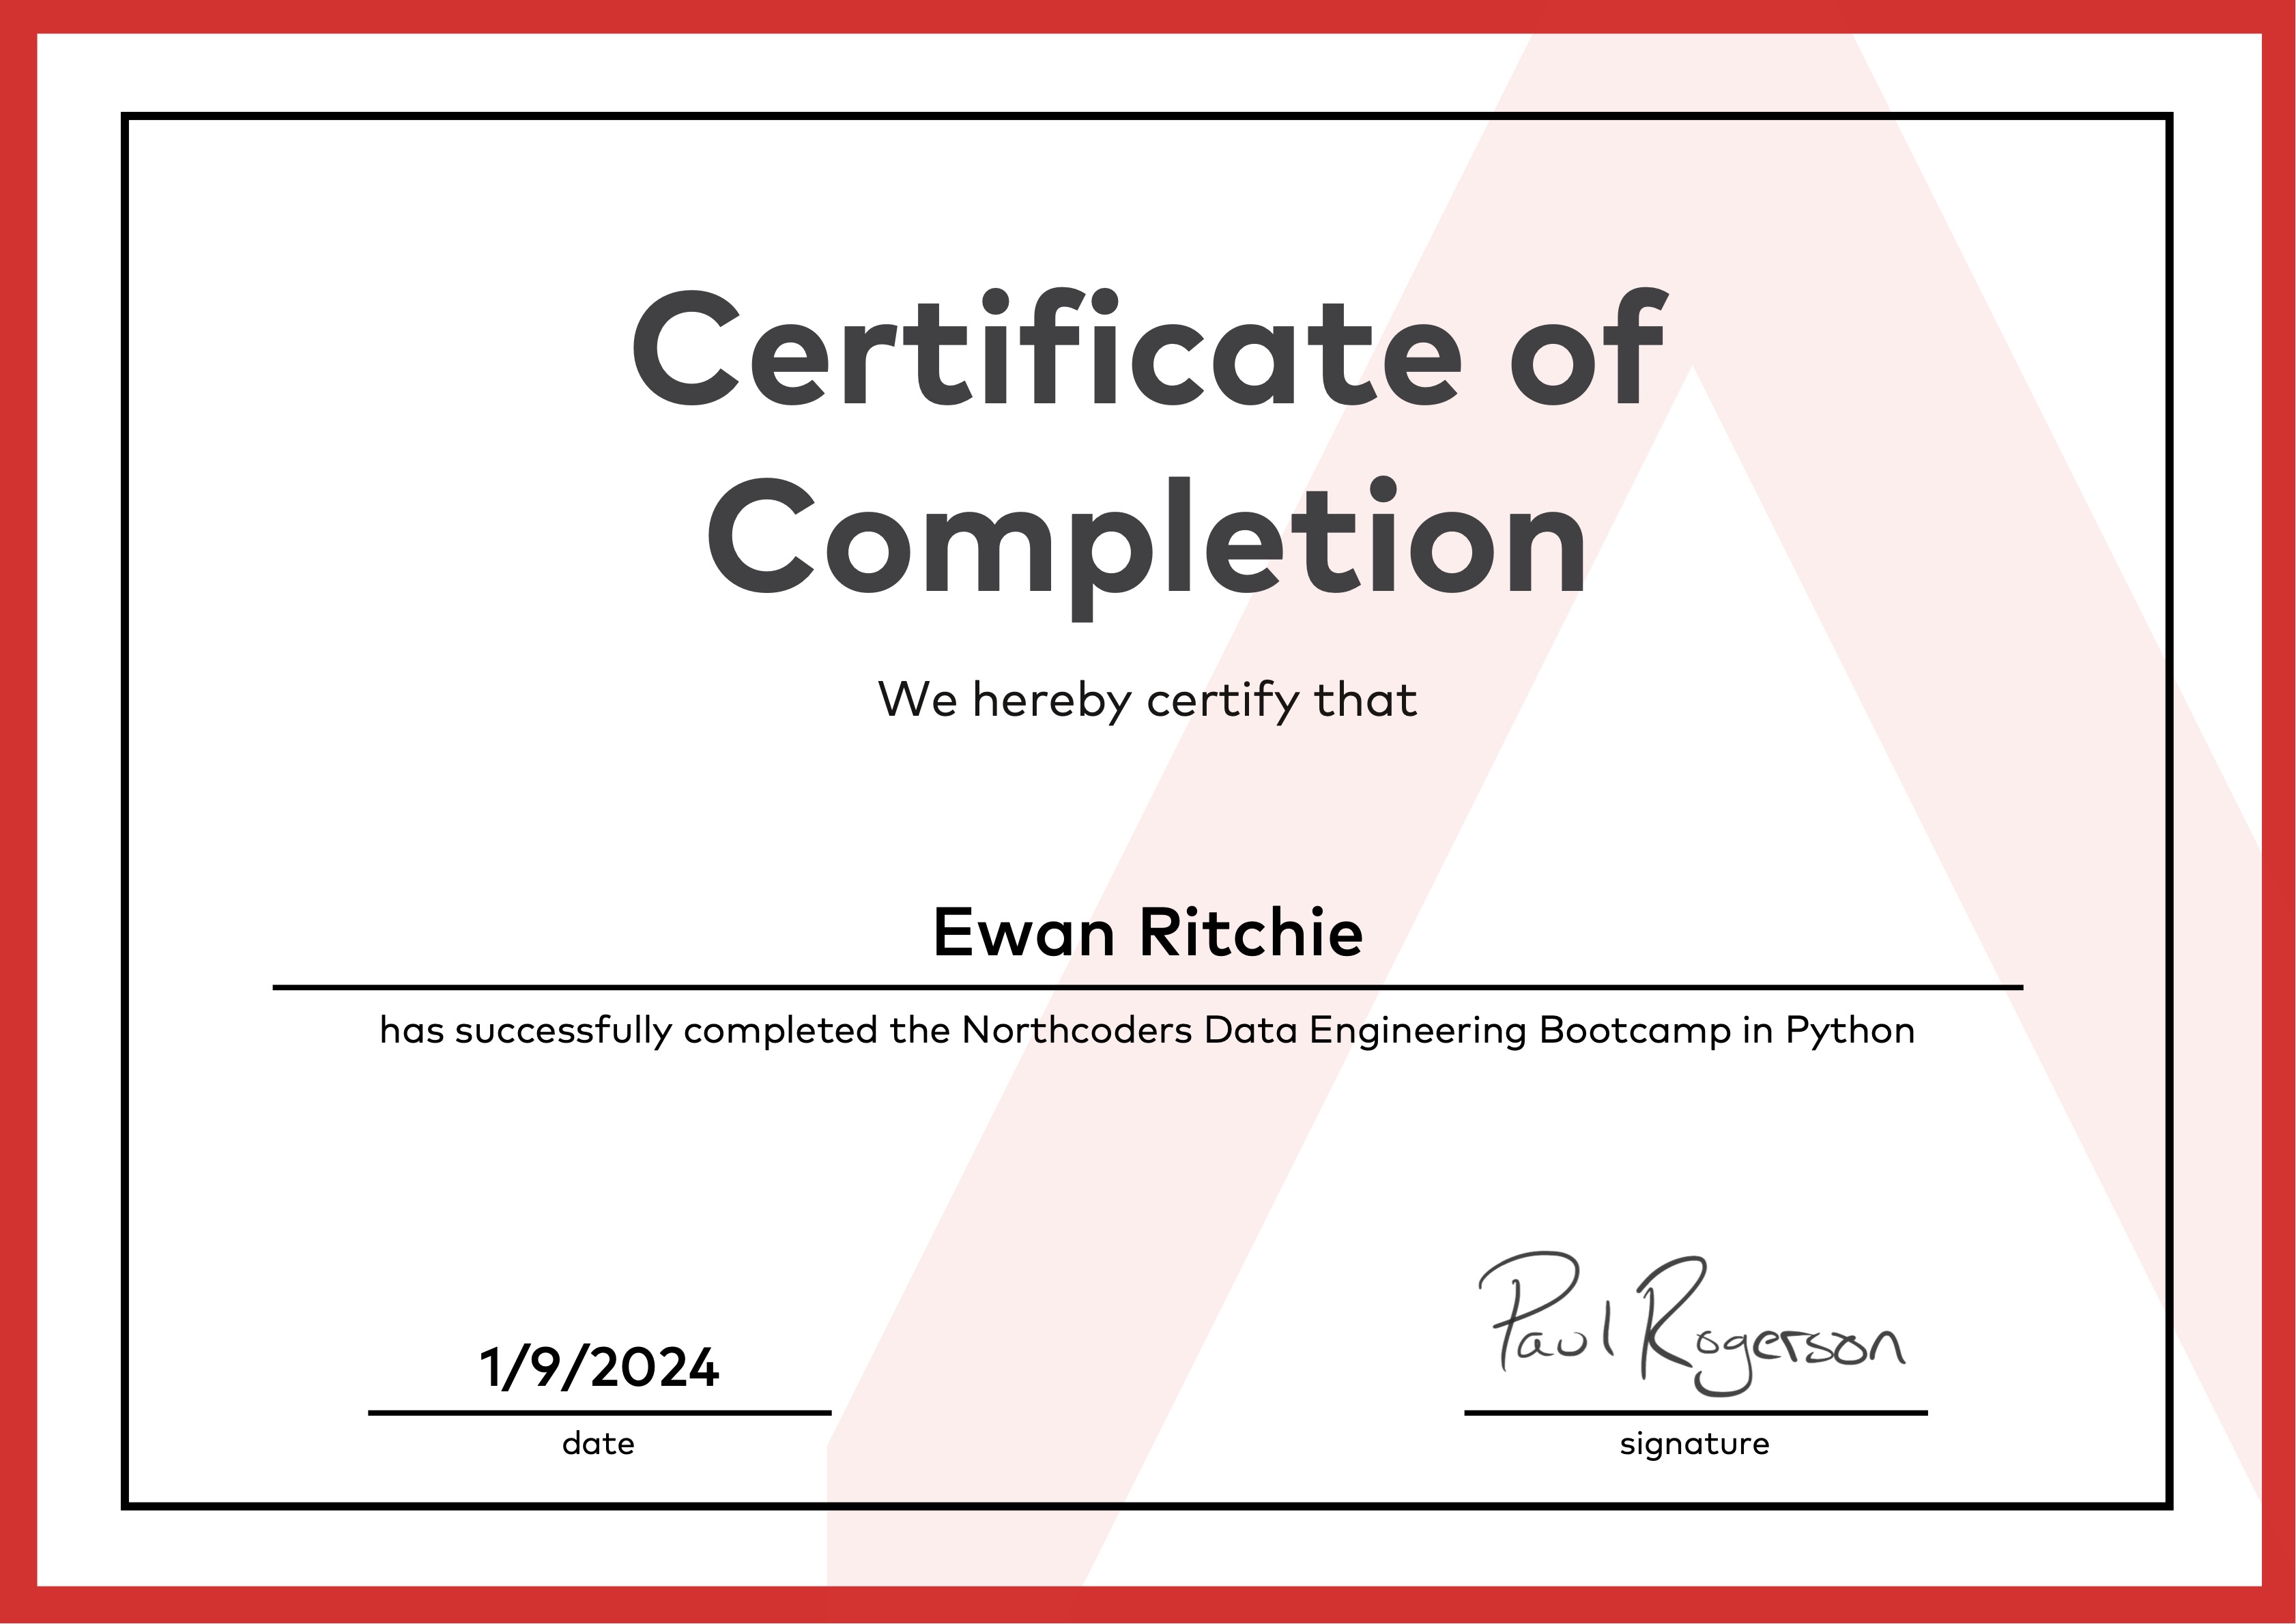 Certificate of
Completion
We hereby certify that
Ewan Ritchie
has successfully completed the Northcoders Data Engineering Bootcamp in Python
Paul Rogerson
1/9/2024
date
signature